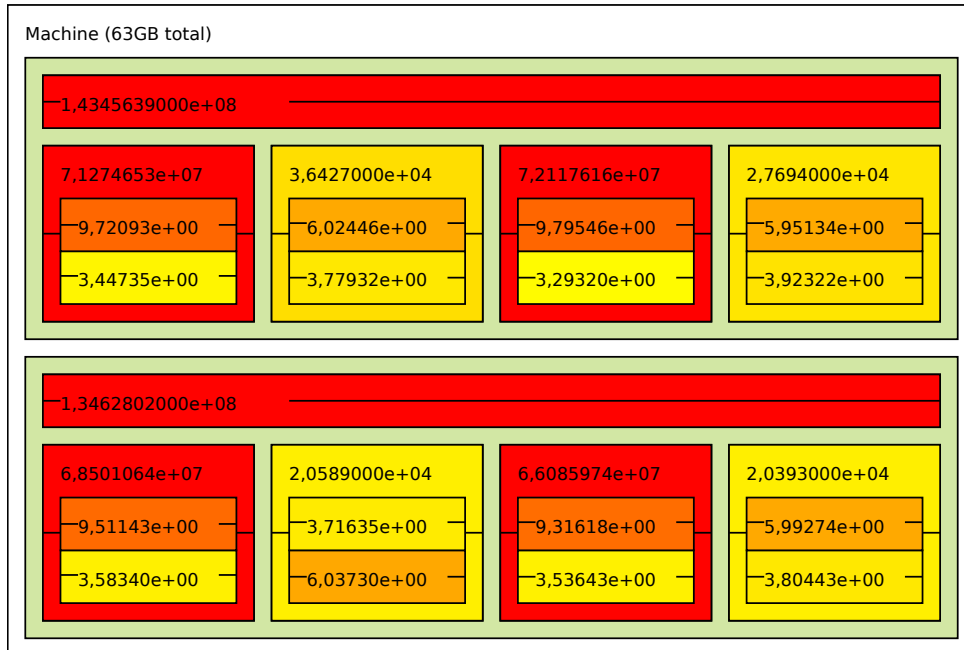 Machine (63GB total)
1,4345639000e+08
7,1274653e+07 3,6427000e+04 7,2117616e+07 2,7694000e+04
9,72093e+00 6,02446e+00 9,79546e+00 5,95134e+00
3,44735e+00 3,77932e+00 3,29320e+00 3,92322e+00
1,3462802000e+08
6,8501064e+07 2,0589000e+04 6,6085974e+07 2,0393000e+04
9,51143e+00 3,71635e+00 9,31618e+00 5,99274e+00
3,58340e+00 6,03730e+00 3,53643e+00 3,80443e+00